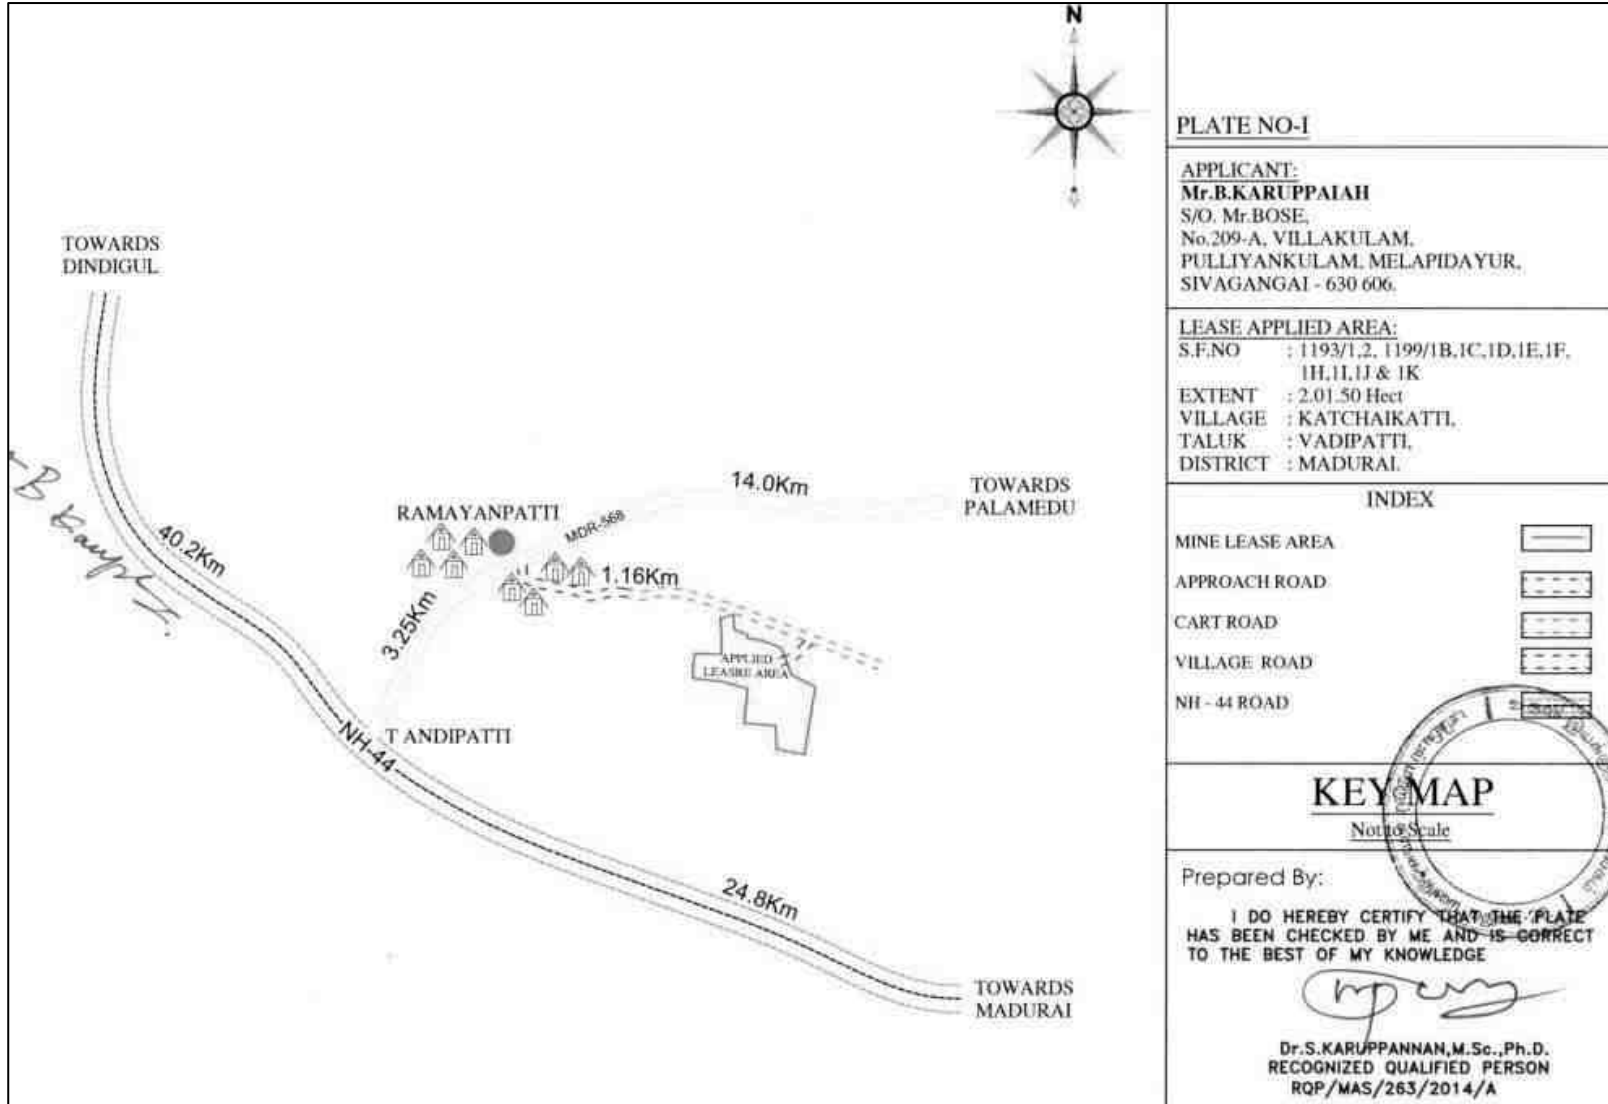 N
TOWARDS
DINDIGUL
40.2Km
RAMAYANPATTI
MDR-568
14.0Km
TOWARDS
PALAMEDU
1.16Km
3.25Km
APPLIED
LEASRE AREA
T ANDIPATTI
NH-44
24.8Km
TOWARDS
MADURAI
PLATE NO-I
APPLICANT:
Mr.B.KARUPPAIAH
S/O. Mr.BOSE,
No.209-A, VILLAKULAM,
PULLIYANKULAM, MELAPIDAYUR,
SIVAGANGAI - 630 606.
LEASE APPLIED AREA:
S.F.NO : 1193/1,2, 1199/1B,1C,1D,1E,1F,
1H,1I,1J & 1K
EXTENT : 2.01.50 Hect
VILLAGE : KATCHAIKATTI,
TALUK : VADIPATTI,
DISTRICT : MADURAI.
INDEX
MINE LEASE AREA
APPROACH ROAD
CART ROAD
VILLAGE ROAD
NH - 44 ROAD
KEY MAP
Not to Scale
Prepared By:
I DO HEREBY CERTIFY THAT THE PLATE
HAS BEEN CHECKED BY ME AND IS CORRECT
TO THE BEST OF MY KNOWLEDGE
Dr.S.KARUPPANNAN,M.Sc.,Ph.D.
RECOGNIZED QUALIFIED PERSON
RQP/MAS/263/2014/A